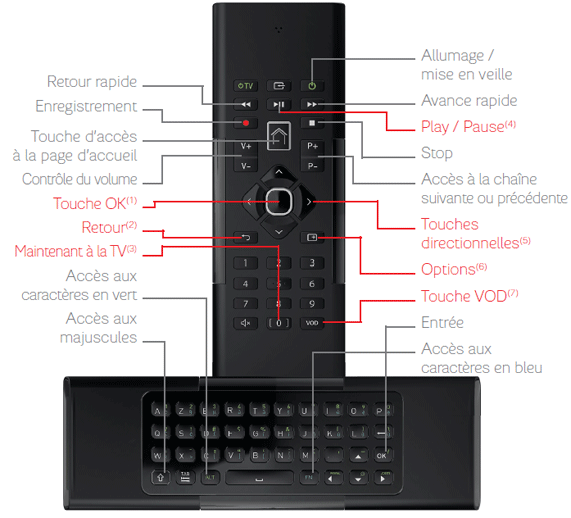 Allumage /
mise en veille
Retour rapide
Avance rapide
Enregistrement
Play / Pause(4)
Touche d'accès
à la page d'accueil
Stop
Contrôle du volume
Accès à la chaîne
suivante ou précédente
Touche OK(1)
Touches
directionnelles(5)
Retour(2)
Maintenant à la TV(3)
Options(6)
Accès aux
caractères en vert
Touche VOD(7)
Accès aux
majuscules
Entrée
Accès aux
caractères en bleu
TV
V+ P+
V- P-
1 2 3
4 5 6
7 8 9
[0] VOD
A Z E R T Y U I O P
Q S D F G H J K L
W X C V B N M OK
TAB ALT FN